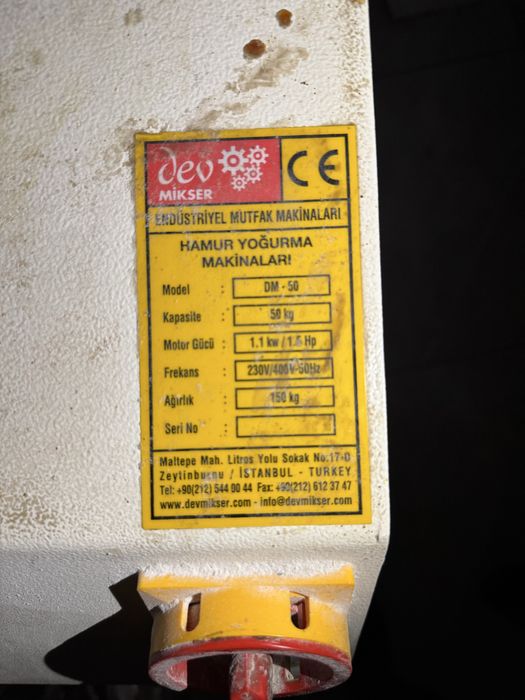 dev
MİKSER
CE
ENDÜSTRİYEL MUTFAK MAKİNALARI
HAMUR YOĞURMA
MAKİNALARI
Model : DM - 50
Kapasite : 50 kg
Motor Gücü : 1.1 kw / 1.5 Hp
Frekans : 230V/400V-50Hz
Ağırlık : 150 kg
Seri No :
Maltepe Mah. Litros Yolu Sokak No:17-D
Zeytinburnu / İSTANBUL - TURKEY
Tel: +90(212) 544 90 44 Fax: +90(212) 612 37 47
www.devmikser.com - info@devmikser.com